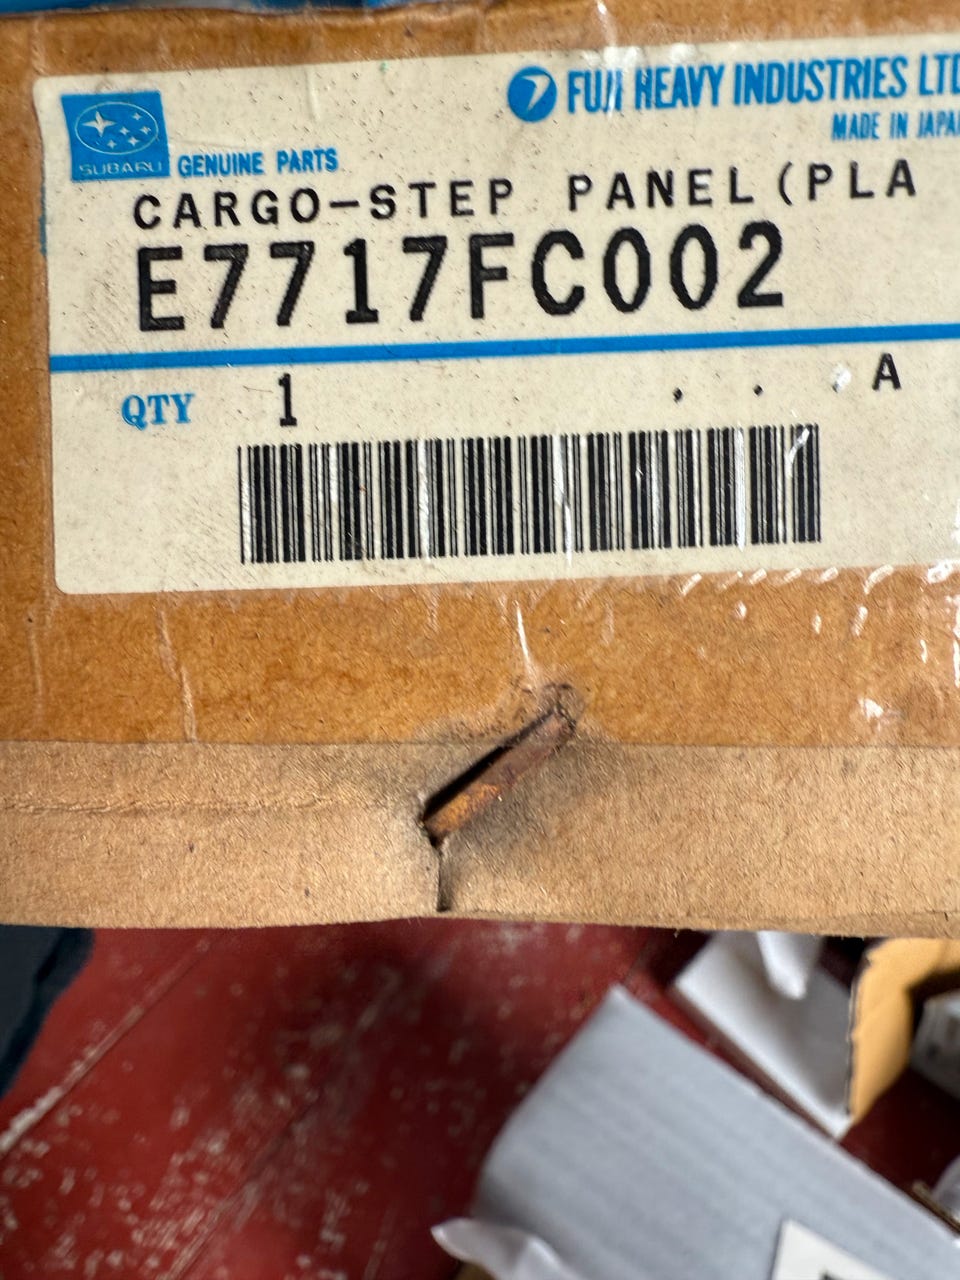 FUJI HEAVY INDUSTRIES LTD
MADE IN JAPAN
SUBARU
GENUINE PARTS
CARGO-STEP PANEL(PLA
E7717FC002
QTY 1 . . . A